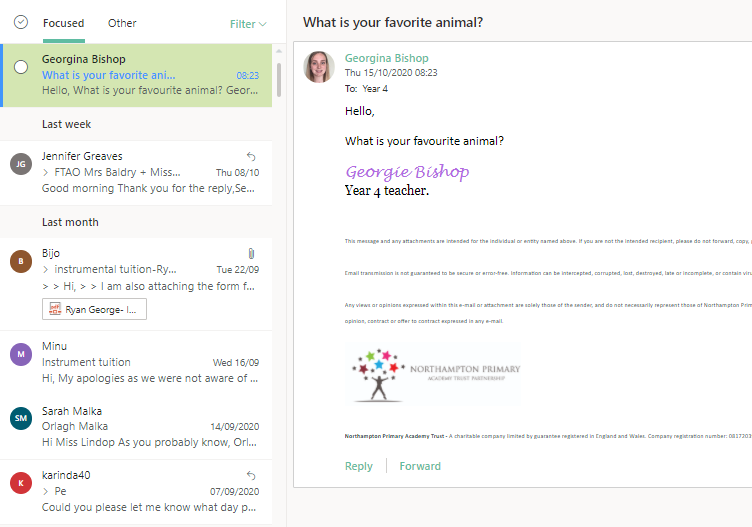 Focused Other Filter
Georgina Bishop
What is your favorite ani... 08:23
Hello, What is your favourite animal? Geor...
Last week
JG
Jennifer Greaves
FTAO Mrs Baldry + Miss... Thu 08/10
Good morning Thank you for the reply,Se...
Last month
B
Bijo
instrumental tuition-Ry... Tue 22/09
> > Hi, > > I am also attaching the form f...
Ryan George- I...
M
Minu
Instrument tuition Wed 16/09
Hi, My apologies as we were not aware of ...
SM
Sarah Malka
Orlagh Malka 14/09/2020
Hi Miss Lindop As you probably know, Orl...
K
karinda40
Pe 07/09/2020
Could you please let me know what day p...
What is your favorite animal?
Georgina Bishop
Thu 15/10/2020 08:23
To: Year 4
Hello,
What is your favourite animal?
Georgie Bishop
Year 4 teacher.
This message and any attachments are intended for the individual or entity named above. If you are not the intended recipient, please do not forward, copy,
Email transmission is not guaranteed to be secure or error-free. Information can be intercepted, corrupted, lost, destroyed, late or incomplete, or contain
Any views or opinions expressed within this e-mail or attachment are solely those of the sender, and do not necessarily represent those of Northampton
opinion, contract or offer to contract expressed in any e-mail.
NORTHAMPTON PRIMARY
ACADEMY TRUST PARTNERSHIP
Northampton Primary Academy Trust - A charitable company limited by guarantee registered in England and Wales. Company registration number:
Reply Forward